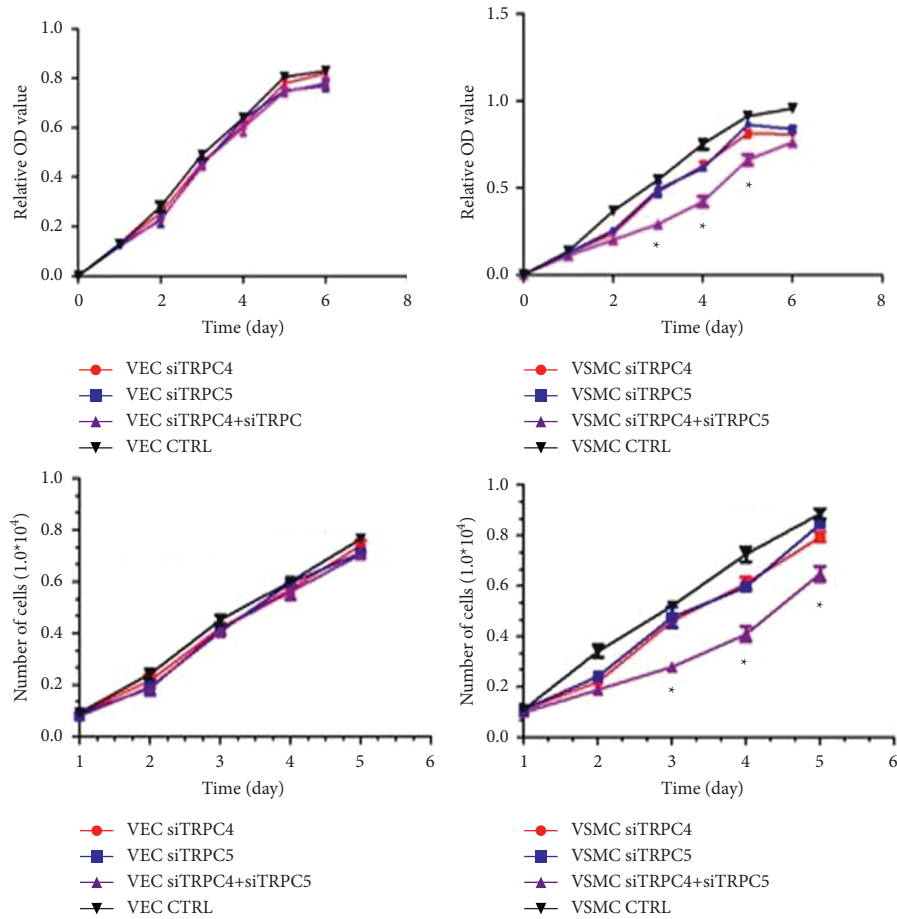 1.0
0.8
0.6
0.4
0.2
0.0
Relative OD value
0 2 4 6 8
Time (day)
VEC siTRPC4
VEC siTRPC5
VEC siTRPC4+siTRPC
VEC CTRL
1.5
1.0
0.5
0.0
Relative OD value
* * *
0 2 4 6 8
Time (day)
VSMC siTRPC4
VSMC siTRPC5
VSMC siTRPC4+siTRPC5
VSMC CTRL
1.0
0.8
0.6
0.4
0.2
0.0
Number of cells (1.0*10⁴)
1 2 3 4 5 6
Time (day)
VEC siTRPC4
VEC siTRPC5
VEC siTRPC4+siTRPC5
VEC CTRL
1.0
0.8
0.6
0.4
0.2
0.0
Number of cells (1.0*10⁴)
* * *
1 2 3 4 5 6
Time (day)
VSMC siTRPC4
VSMC siTRPC5
VSMC siTRPC4+siTRPC5
VSMC CTRL